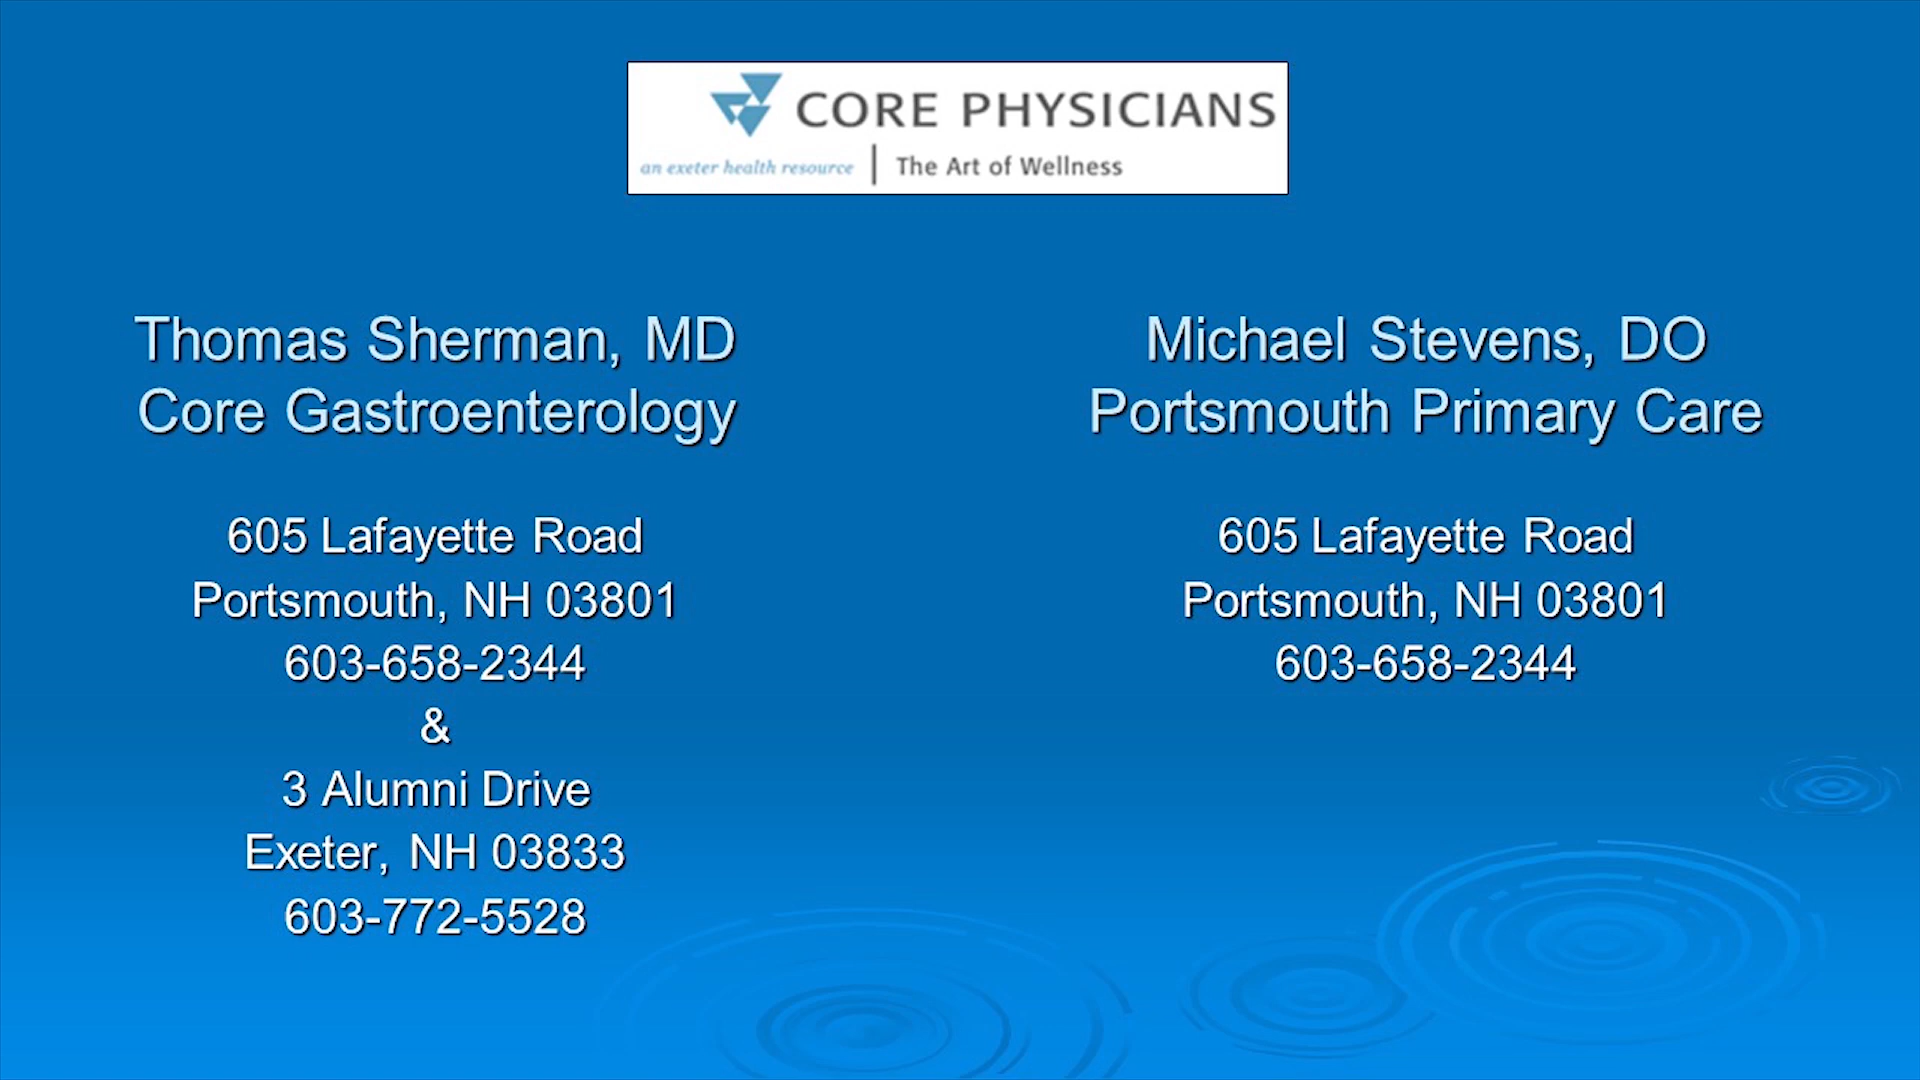 CORE PHYSICIANS
an exeter health resource | The Art of Wellness
Thomas Sherman, MD
Core Gastroenterology
605 Lafayette Road
Portsmouth, NH 03801
603-658-2344
&
3 Alumni Drive
Exeter, NH 03833
603-772-5528
Michael Stevens, DO
Portsmouth Primary Care
605 Lafayette Road
Portsmouth, NH 03801
603-658-2344